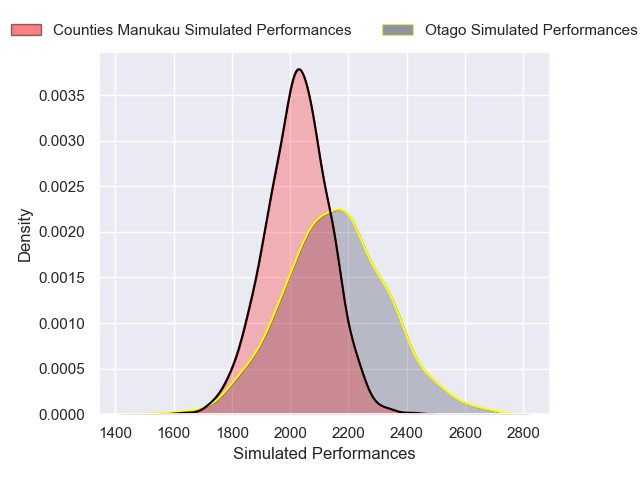 Counties Manukau Simulated Performances
Otago Simulated Performances
0.0035
0.0030
0.0025
0.0020
0.0015
0.0010
0.0005
0.0000
Density
1400 1600 1800 2000 2200 2400 2600 2800
Simulated Performances